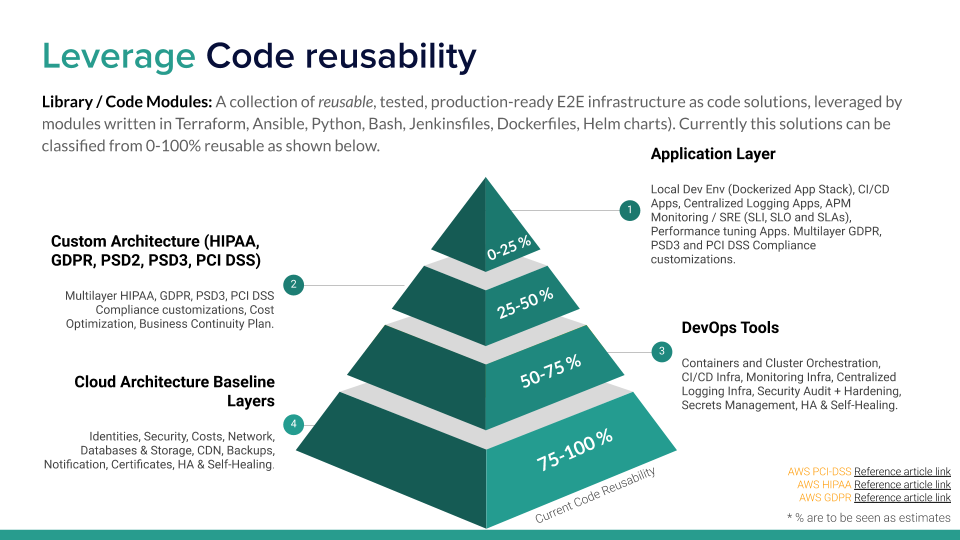 Leverage Code reusability
Library / Code Modules: A collection of reusable, tested, production-ready E2E infrastructure as code solutions, leveraged by
modules written in Terraform, Ansible, Python, Bash, Jenkinsfiles, Dockerfiles, Helm charts). Currently this solutions can be
classified from 0-100% reusable as shown below.
Application Layer
1
Local Dev Env (Dockerized App Stack), CI/CD
Apps, Centralized Logging Apps, APM
Monitoring / SRE (SLI, SLO and SLAs),
Performance tuning Apps. Multilayer GDPR,
PSD3 and PCI DSS Compliance
customizations.
0-25 %
Custom Architecture (HIPAA,
GDPR, PSD2, PSD3, PCI DSS)
2
Multilayer HIPAA, GDPR, PSD3, PCI DSS
Compliance customizations, Cost
Optimization, Business Continuity Plan.
25-50 %
DevOps Tools
3
Containers and Cluster Orchestration,
CI/CD Infra, Monitoring Infra, Centralized
Logging Infra, Security Audit + Hardening,
Secrets Management, HA & Self-Healing.
50-75 %
Cloud Architecture Baseline
Layers
4
Identities, Security, Costs, Network,
Databases & Storage, CDN, Backups,
Notification, Certificates, HA & Self-Healing.
75-100 %
Current Code Reusability
AWS PCI-DSS Reference article link
AWS HIPAA Reference article link
AWS GDPR Reference article link
* % are to be seen as estimates